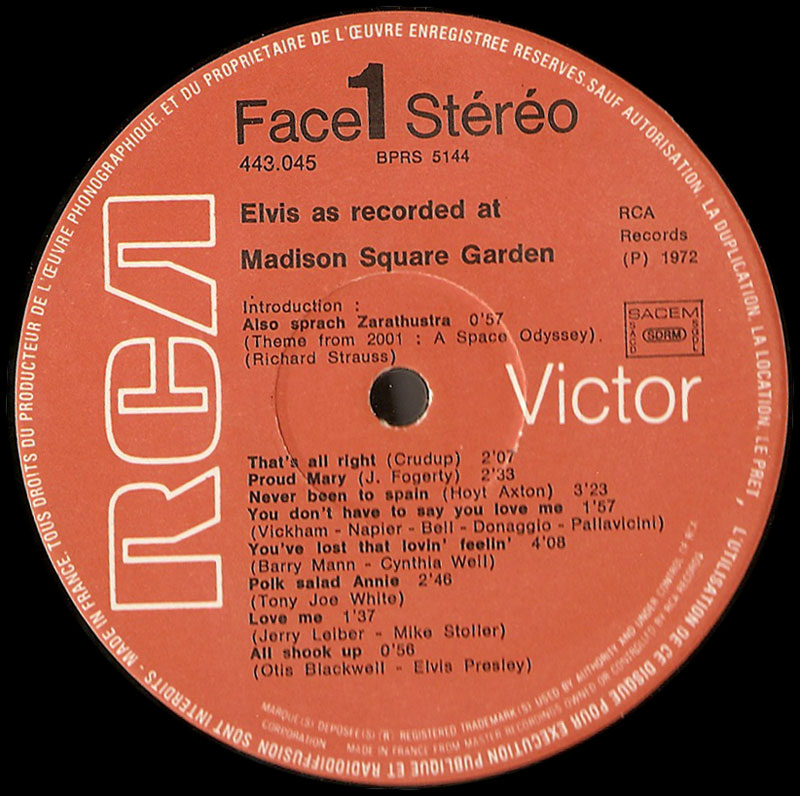 Face 1 Stéréo
443.045 BPRS 5144
Elvis as recorded at
Madison Square Garden
RCA
Records
(P) 1972
Introduction :
Also sprach Zarathustra 0'57
(Theme from 2001 : A Space Odyssey).
(Richard Strauss)
SACEM
SACD
SDRM
SGDL
RCA
Victor
That's all right (Crudup) 2'07
Proud Mary (J. Fogerty) 2'33
Never been to spain (Hoyt Axton) 3'23
You don't have to say you love me 1'57
(Vickham - Napier - Bell - Donaggio - Pallavicini)
You've lost that lovin' feelin' 4'08
(Barry Mann - Cynthia Well)
Polk salad Annie 2'46
(Tony Joe White)
Love me 1'37
(Jerry Leiber - Mike Stoller)
All shook up 0'56
(Otis Blackwell - Elvis Presley)
MARQUE(S) DEPOSÉE(S) (R) REGISTERED TRADEMARK(S) USED BY AUTHORITY AND UNDER CONTROL OF RCA
CORPORATION MADE IN FRANCE FROM MASTER RECORDINGS OWNED OR CONTROLLED BY RCA RECORDS
MADE IN FRANCE. TOUS DROITS DU PRODUCTEUR DE L'ŒUVRE PHONOGRAPHIQUE ET DU PROPRIETAIRE DE L'ŒUVRE ENREGISTREE RESERVES. SAUF AUTORISATION, LA DUPLICATION, LA LOCATION, LE PRET, L'UTILISATION DE CE DISQUE POUR EXECUTION PUBLIQUE ET RADIODIFFUSION SONT INTERDITS -